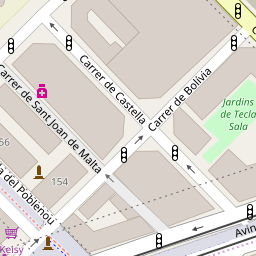 Carrer de Castella
Carrer de Bolívia
Carrer de Sant Joan de Malta
Jardins
de Tecla
Sala
56
154
del Poblenou
Avin
Kelsy